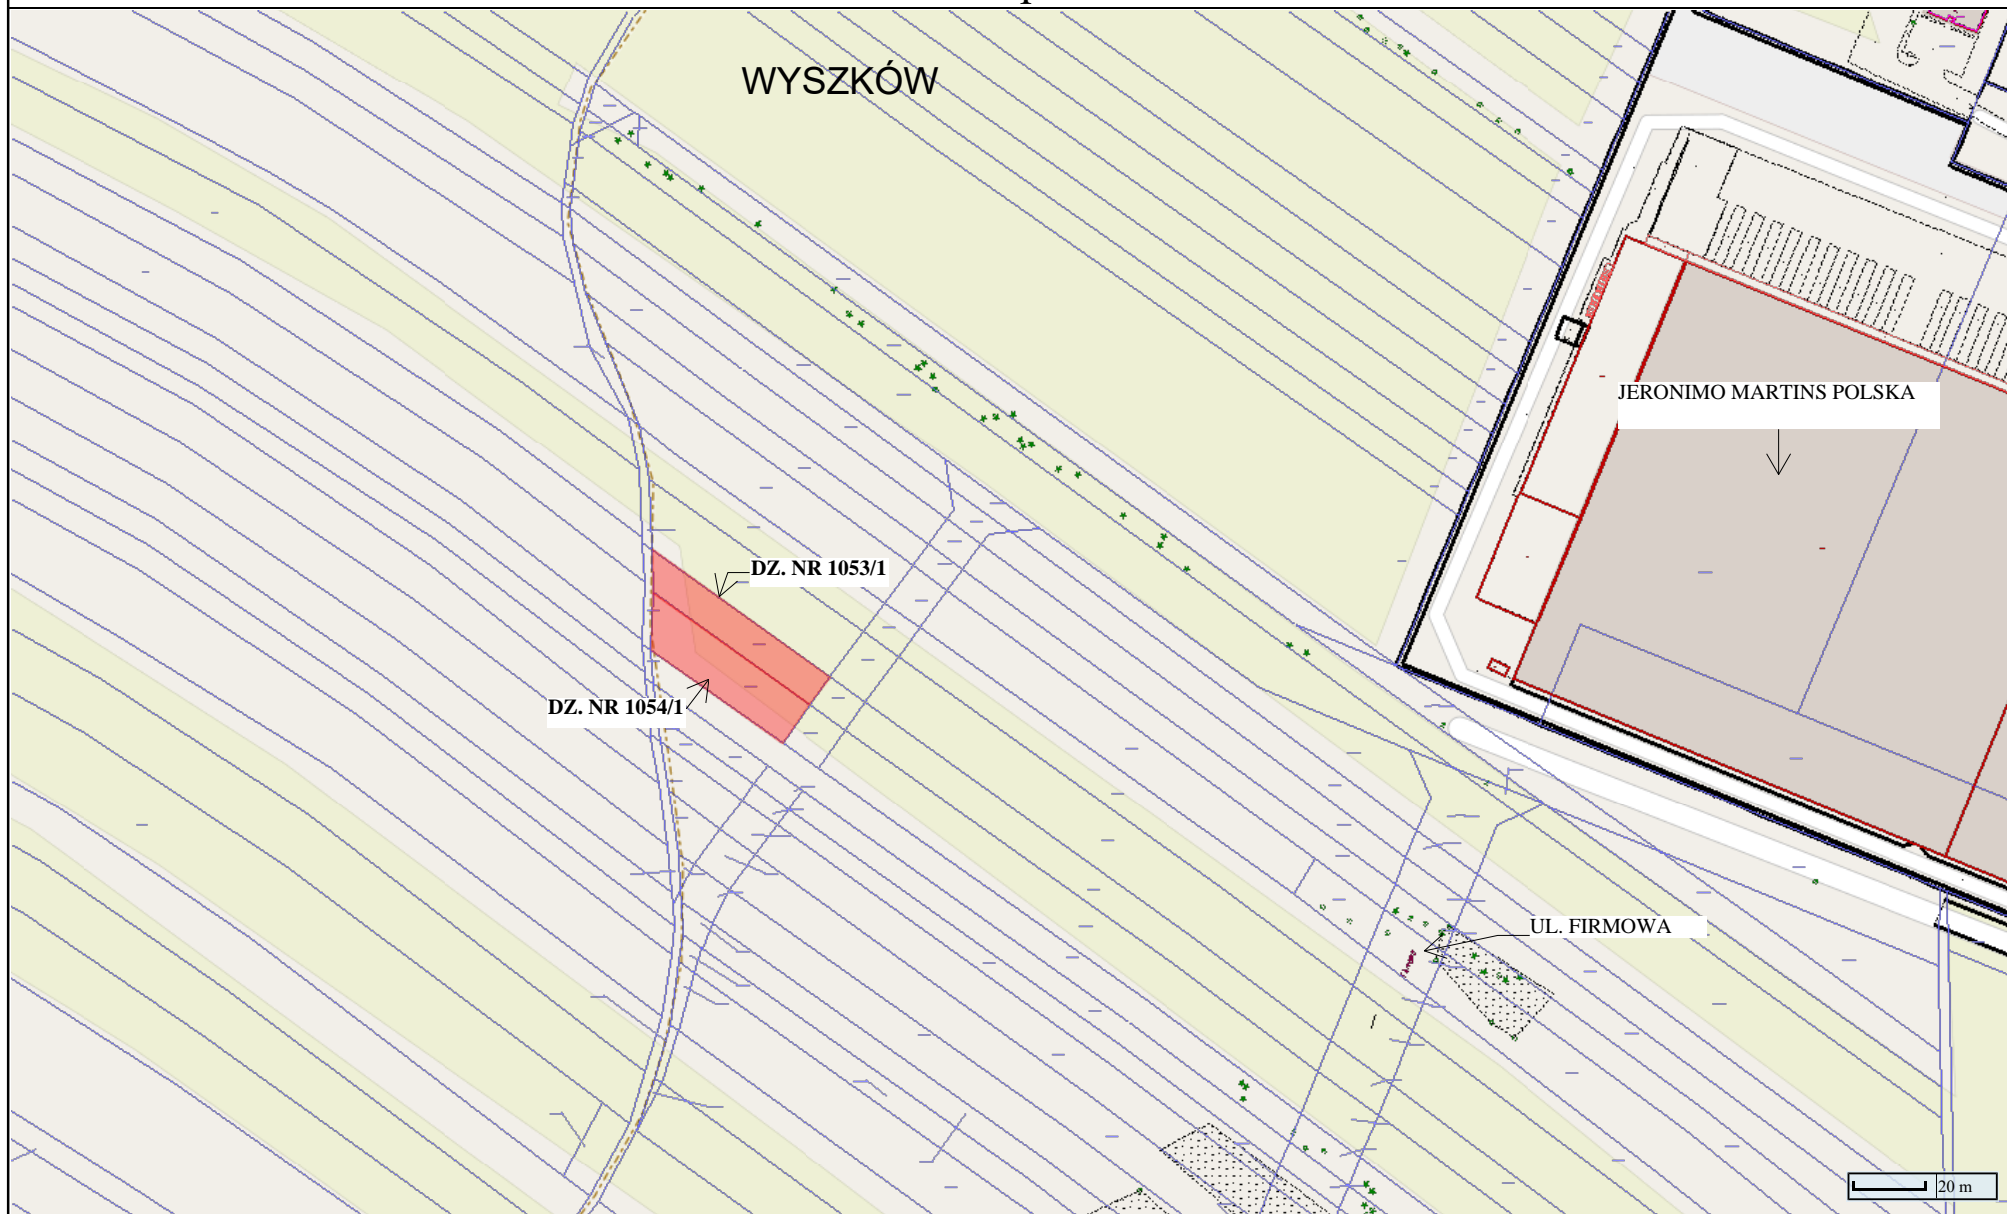 WYSZKÓW
JERONIMO MARTINS POLSKA
DZ. NR 1053/1
DZ. NR 1054/1
UL. FIRMOWA
20 m